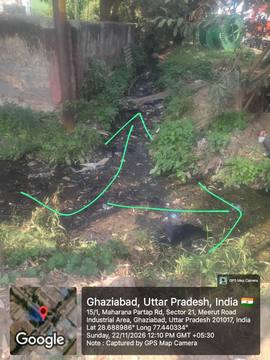 GPS Map Camera
Ghaziabad, Uttar Pradesh, India 🇮🇳
15/1, Maharana Partap Rd, Sector 21, Meerut Road
Industrial Area, Ghaziabad, Uttar Pradesh 201017, India
Lat 28.688986° Long 77.440334°
Sunday, 22/11/2026 12:10 PM GMT +05:30
Note : Captured by GPS Map Camera
Google